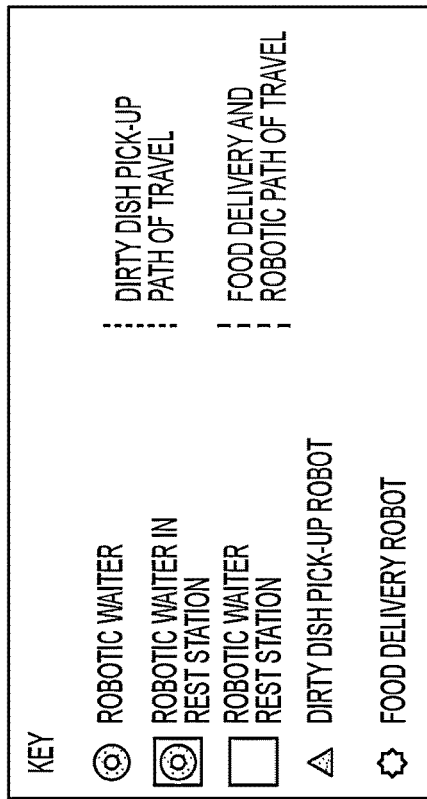 KEY
ROBOTIC WAITER
ROBOTIC WAITER IN
REST STATION
ROBOTIC WAITER
REST STATION
DIRTY DISH PICK-UP ROBOT
FOOD DELIVERY ROBOT
DIRTY DISH PICK-UP
PATH OF TRAVEL
FOOD DELIVERY AND
ROBOTIC PATH OF TRAVEL